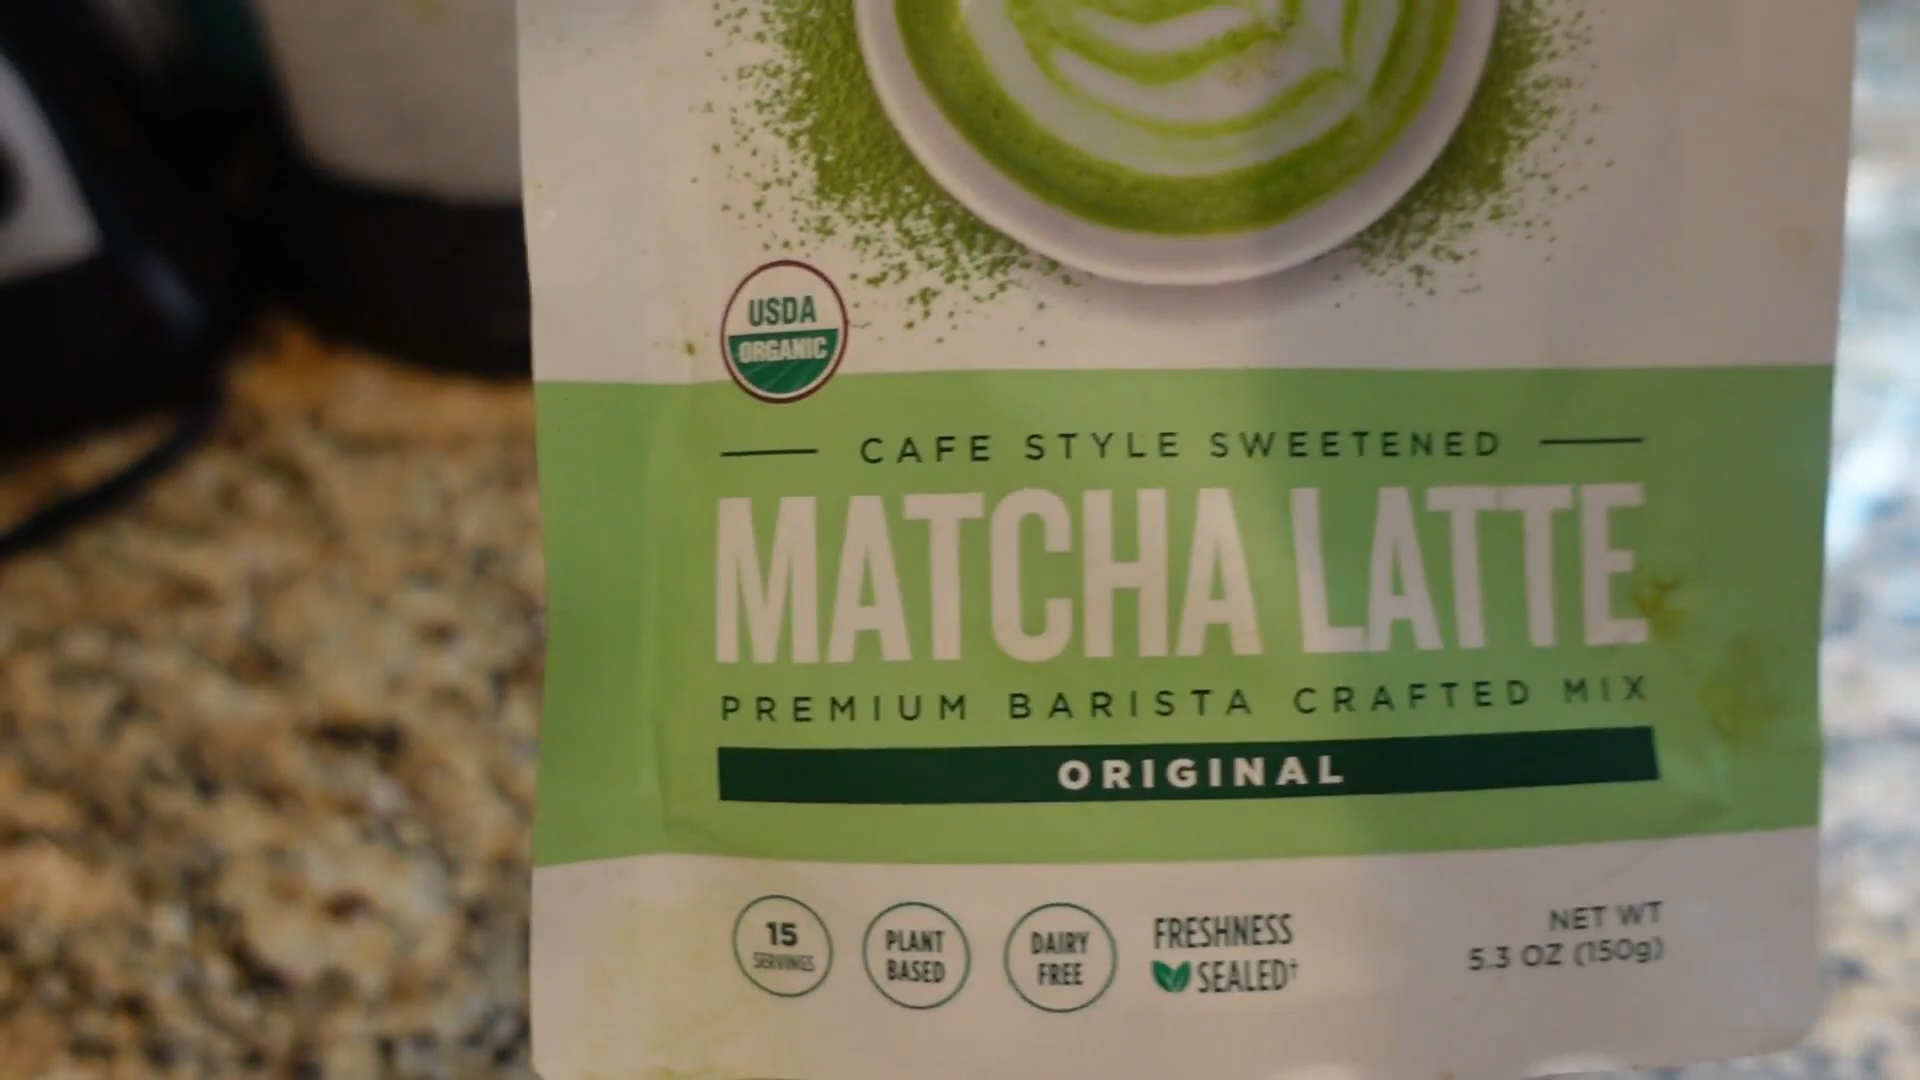 USDA
ORGANIC
CAFE STYLE SWEETENED
MATCHA LATTE
PREMIUM BARISTA CRAFTED MIX
ORIGINAL
15
SERVINGS
PLANT
BASED
DAIRY
FREE
FRESHNESS
SEALED†
NET WT
5.3 OZ (150g)